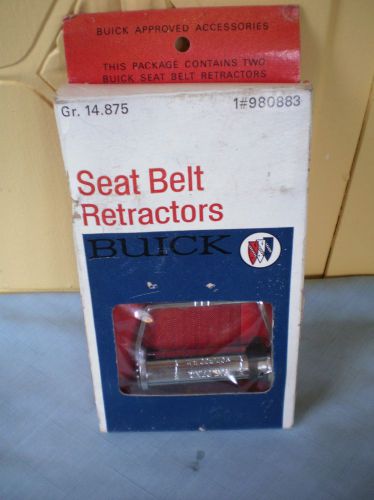 BUICK APPROVED ACCESSORIES
THIS PACKAGE CONTAINS TWO
BUICK SEAT BELT RETRACTORS
Gr. 14.875 1#980883
Seat Belt
Retractors
BUICK